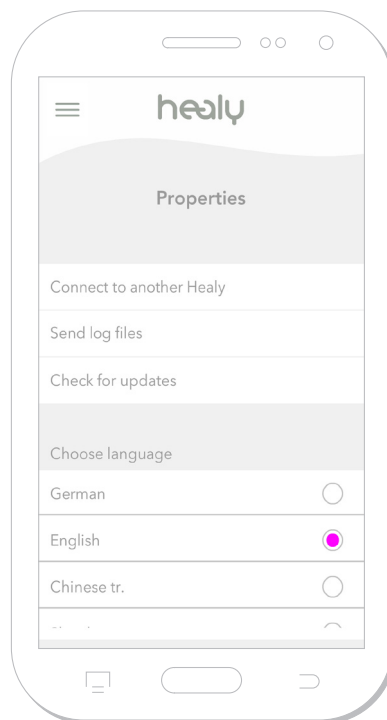 healy
Properties
Connect to another Healy
Send log files
Check for updates
Choose language
German
English
Chinese tr.